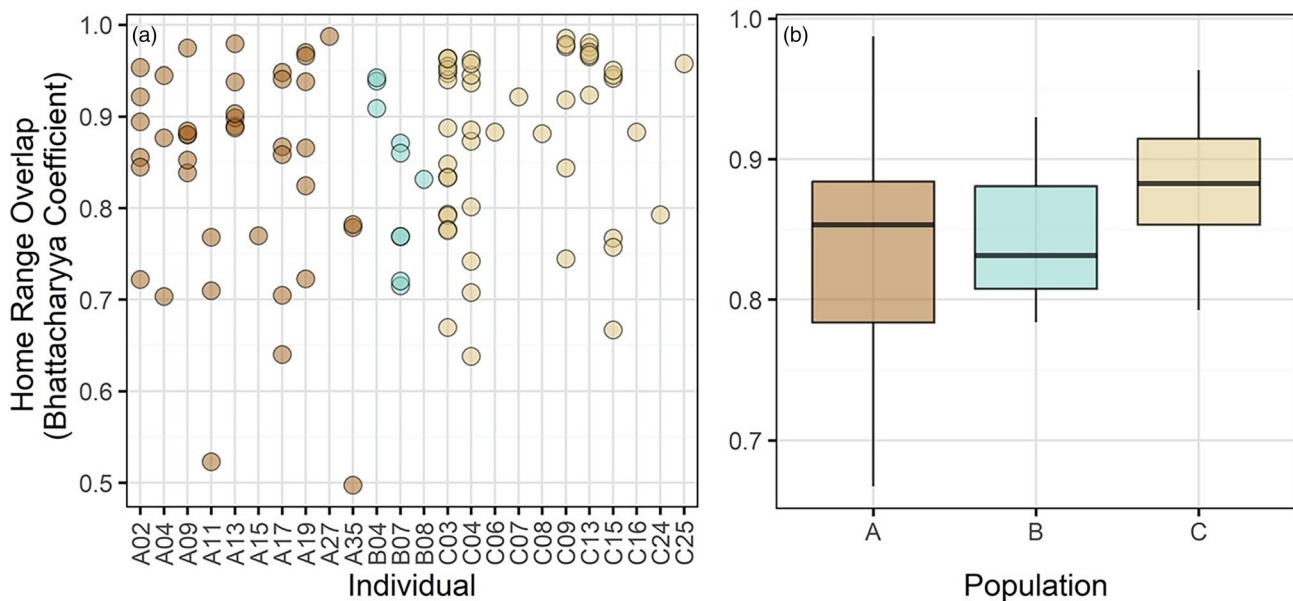 (a)
Home Range Overlap
(Bhattacharyya Coefficient)
1.0
0.9
0.8
0.7
0.6
0.5
A02 A04 A09 A11 A13 A15 A17 A19 A27 A35 B04 B07 B08 C03 C04 C06 C07 C08 C09 C13 C15 C16 C24 C25
Individual
(b)
1.0
0.9
0.8
0.7
A B C
Population